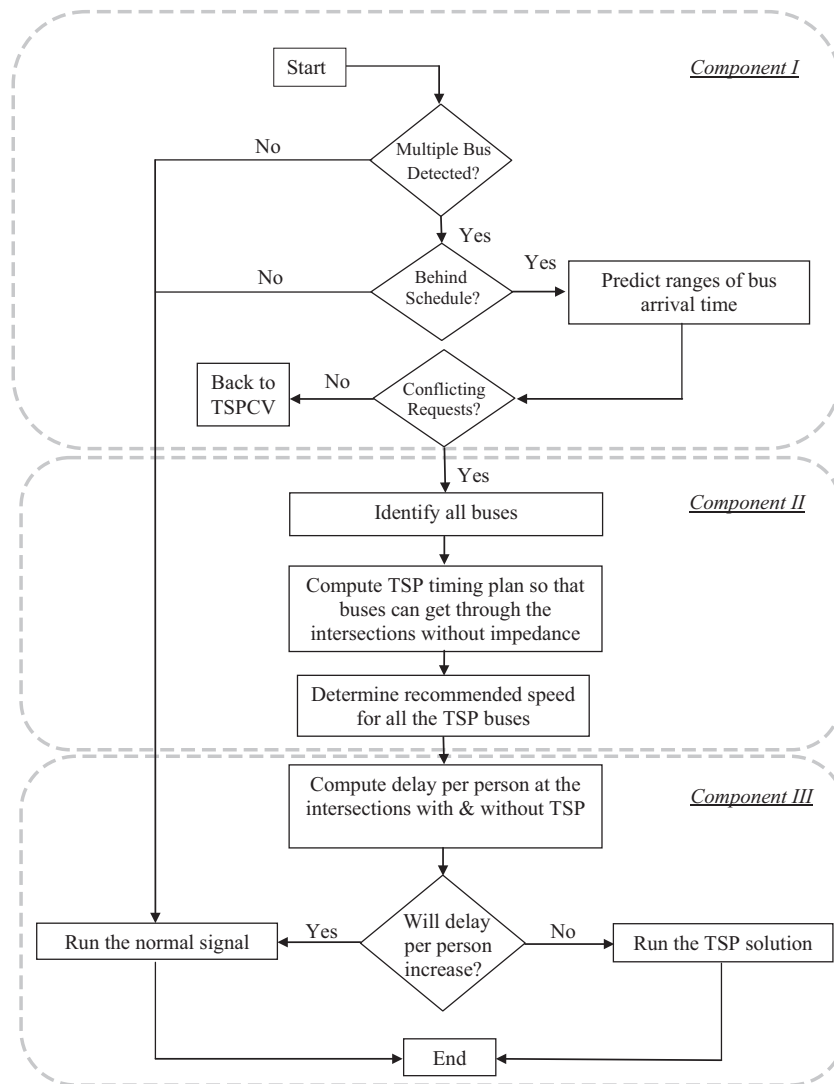 Start
Component I
No
Multiple Bus
Detected?
Yes
No
Behind
Schedule?
Yes
Predict ranges of bus
arrival time
Back to
TSPCV
No
Conflicting
Requests?
Yes
Component II
Identify all buses
Compute TSP timing plan so that
buses can get through the
intersections without impedance
Determine recommended speed
for all the TSP buses
Compute delay per person at the
intersections with & without TSP
Component III
Run the normal signal
Yes
Will delay
per person
increase?
No
Run the TSP solution
End